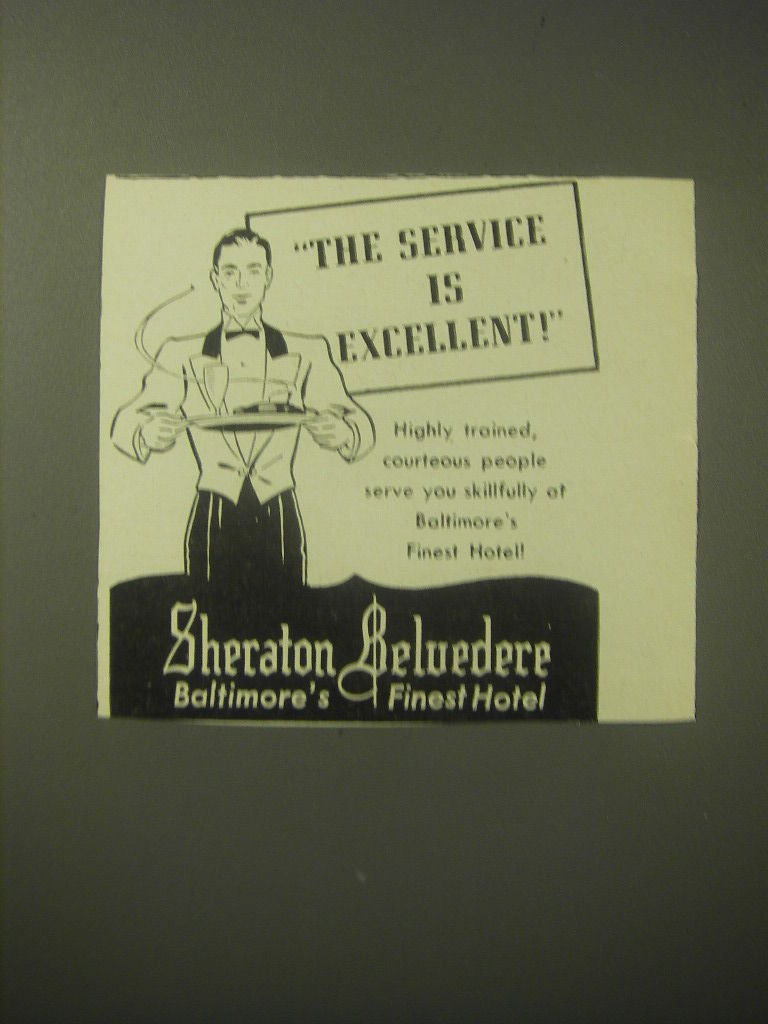 "THE SERVICE
IS
EXCELLENT!"
Highly trained,
courteous people
serve you skillfully at
Baltimore's
Finest Hotel!
Sheraton Belvedere
Baltimore's Finest Hotel